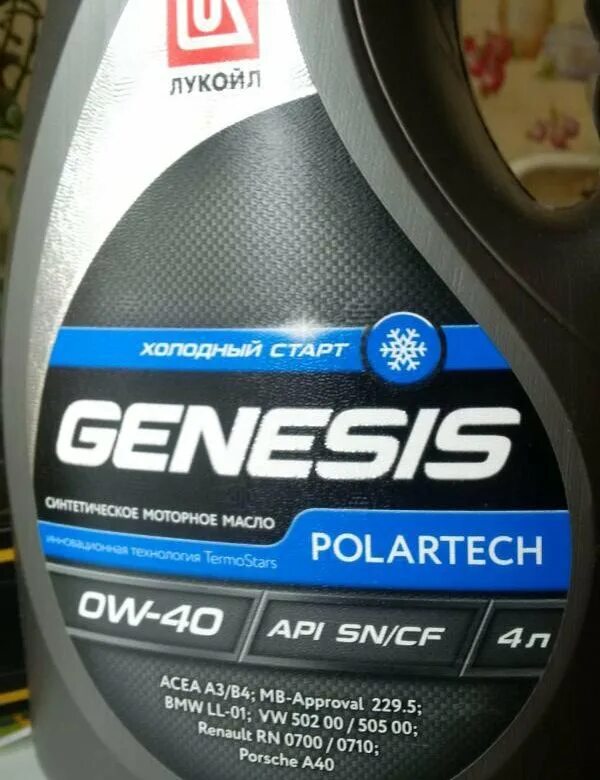 ЛУКОЙЛ
ХОЛОДНЫЙ СТАРТ
GENESIS
СИНТЕТИЧЕСКОЕ МОТОРНОЕ МАСЛО
POLARTECH
инновационная технология TermoStars
0W-40
API SN/CF
4 л
ACEA A3/B4; MB-Approval 229.5;
BMW LL-01; VW 502 00 / 505 00;
Renault RN 0700 / 0710;
Porsche A40